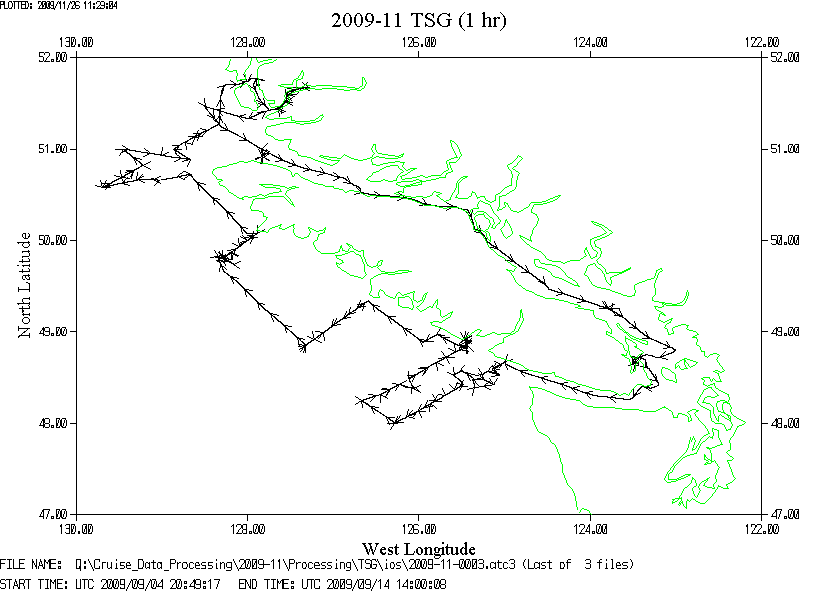 PLOTTED: 2009/11/26 11:29:04
2009-11 TSG (1 hr)
130.00 128.00 126.00 124.00 122.00
52.00 52.00
51.00 51.00
50.00 50.00
49.00 49.00
48.00 48.00
47.00 47.00
North Latitude
130.00 128.00 126.00 124.00 122.00
West Longitude
FILE NAME: Q:\Cruise_Data_Processing\2009-11\Processing\TSG\ios\2009-11-0003.atc3 (Last of 3 files)
START TIME: UTC 2009/09/04 20:49:17 END TIME: UTC 2009/09/14 14:00:08